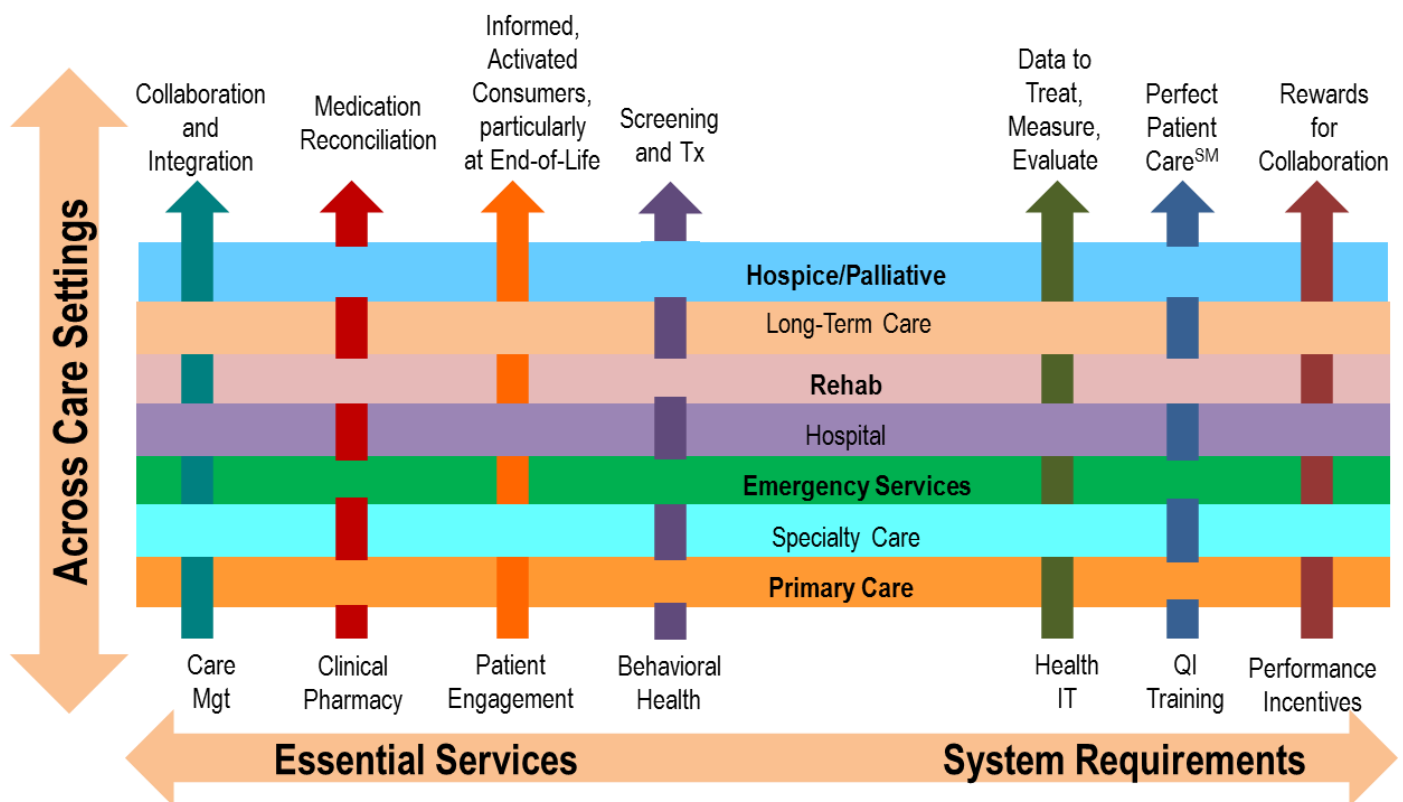 Across Care Settings
Collaboration
and
Integration
Medication
Reconciliation
Informed,
Activated
Consumers,
particularly
at End-of-Life
Screening
and Tx
Data to
Treat,
Measure,
Evaluate
Perfect
Patient
Care℠
Rewards
for
Collaboration
Hospice/Palliative
Long-Term Care
Rehab
Hospital
Emergency Services
Specialty Care
Primary Care
Care
Mgt
Clinical
Pharmacy
Patient
Engagement
Behavioral
Health
Health
IT
QI
Training
Performance
Incentives
Essential Services
System Requirements